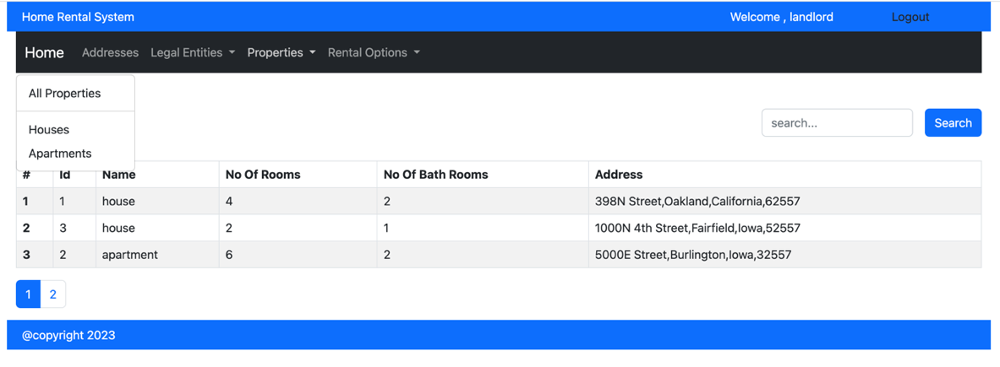 Home Rental System Welcome , landlord Logout
Home Addresses Legal Entities Properties Rental Options
All Properties
Houses
Apartments
search... Search
# Id Name No Of Rooms No Of Bath Rooms Address
1 1 house 4 2 398N Street,Oakland,California,62557
2 3 house 2 1 1000N 4th Street,Fairfield,Iowa,52557
3 2 apartment 6 2 5000E Street,Burlington,Iowa,32557
1 2
@copyright 2023